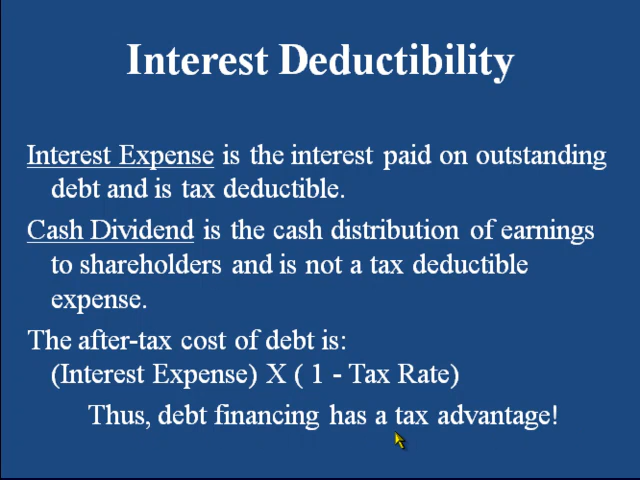 Interest Deductibility
Interest Expense is the interest paid on outstanding
debt and is tax deductible.
Cash Dividend is the cash distribution of earnings
to shareholders and is not a tax deductible
expense.
The after-tax cost of debt is:
(Interest Expense) X ( 1 - Tax Rate)
Thus, debt financing has a tax advantage!